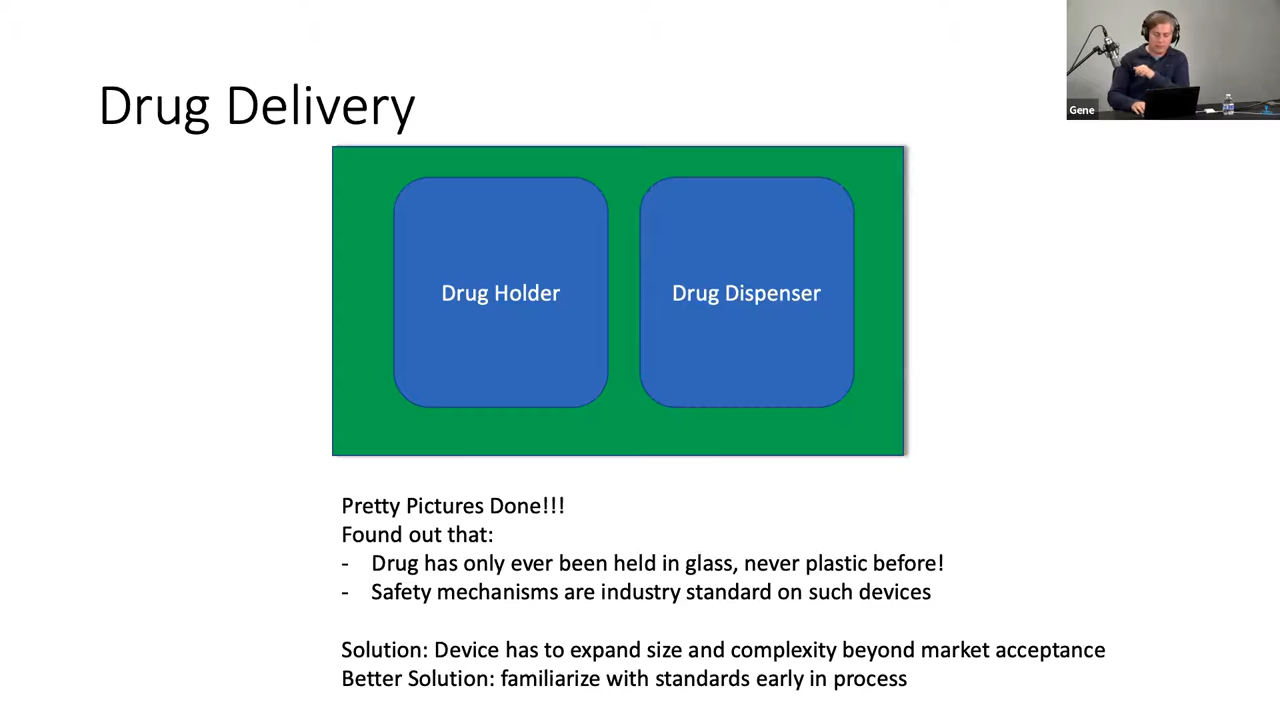 Gene
Drug Delivery
Drug Holder
Drug Dispenser
Pretty Pictures Done!!!
Found out that:
- Drug has only ever been held in glass, never plastic before!
- Safety mechanisms are industry standard on such devices
Solution: Device has to expand size and complexity beyond market acceptance
Better Solution: familiarize with standards early in process